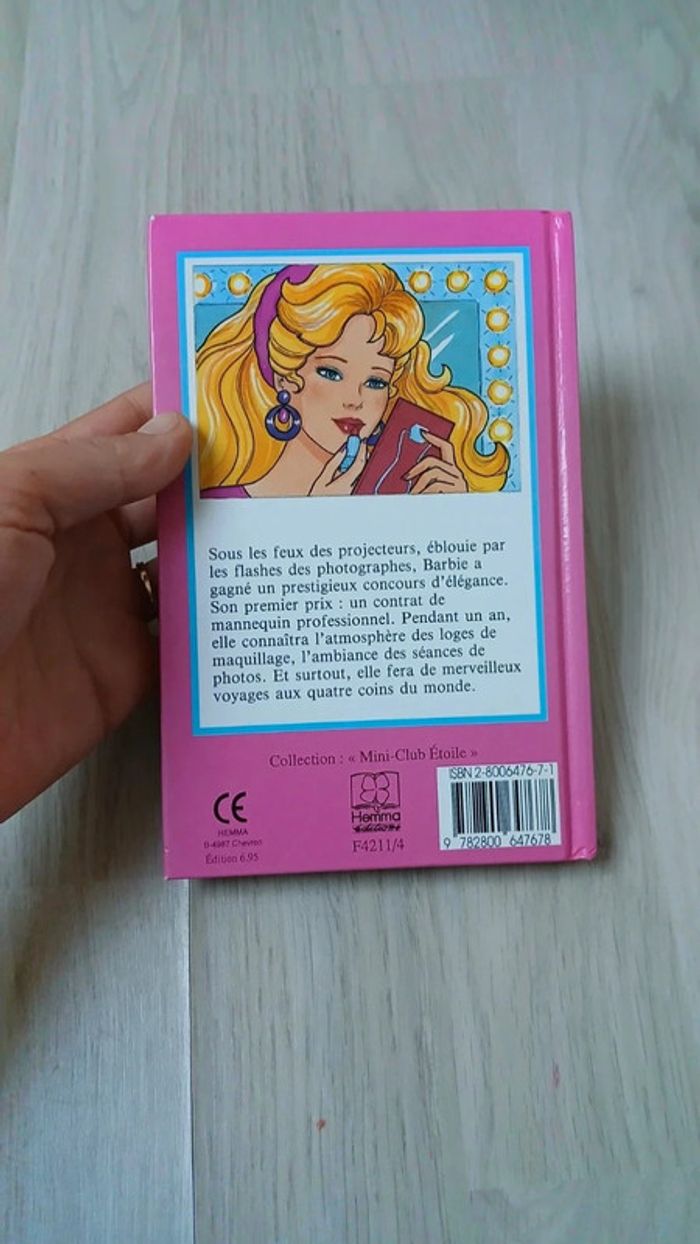 Sous les feux des projecteurs, éblouie par
les flashes des photographes, Barbie a
gagné un prestigieux concours d'élégance.
Son premier prix : un contrat de
mannequin professionnel. Pendant un an,
elle connaîtra l'atmosphère des loges de
maquillage, l'ambiance des séances de
photos. Et surtout, elle fera de merveilleux
voyages aux quatre coins du monde.
Collection : « Mini-Club Étoile »
CE
HEMMA
B-4987 Chevron
Édition 6.95
Hemma
éditions
F4211/4
ISBN 2-8006476-7-1
9 782800 647678